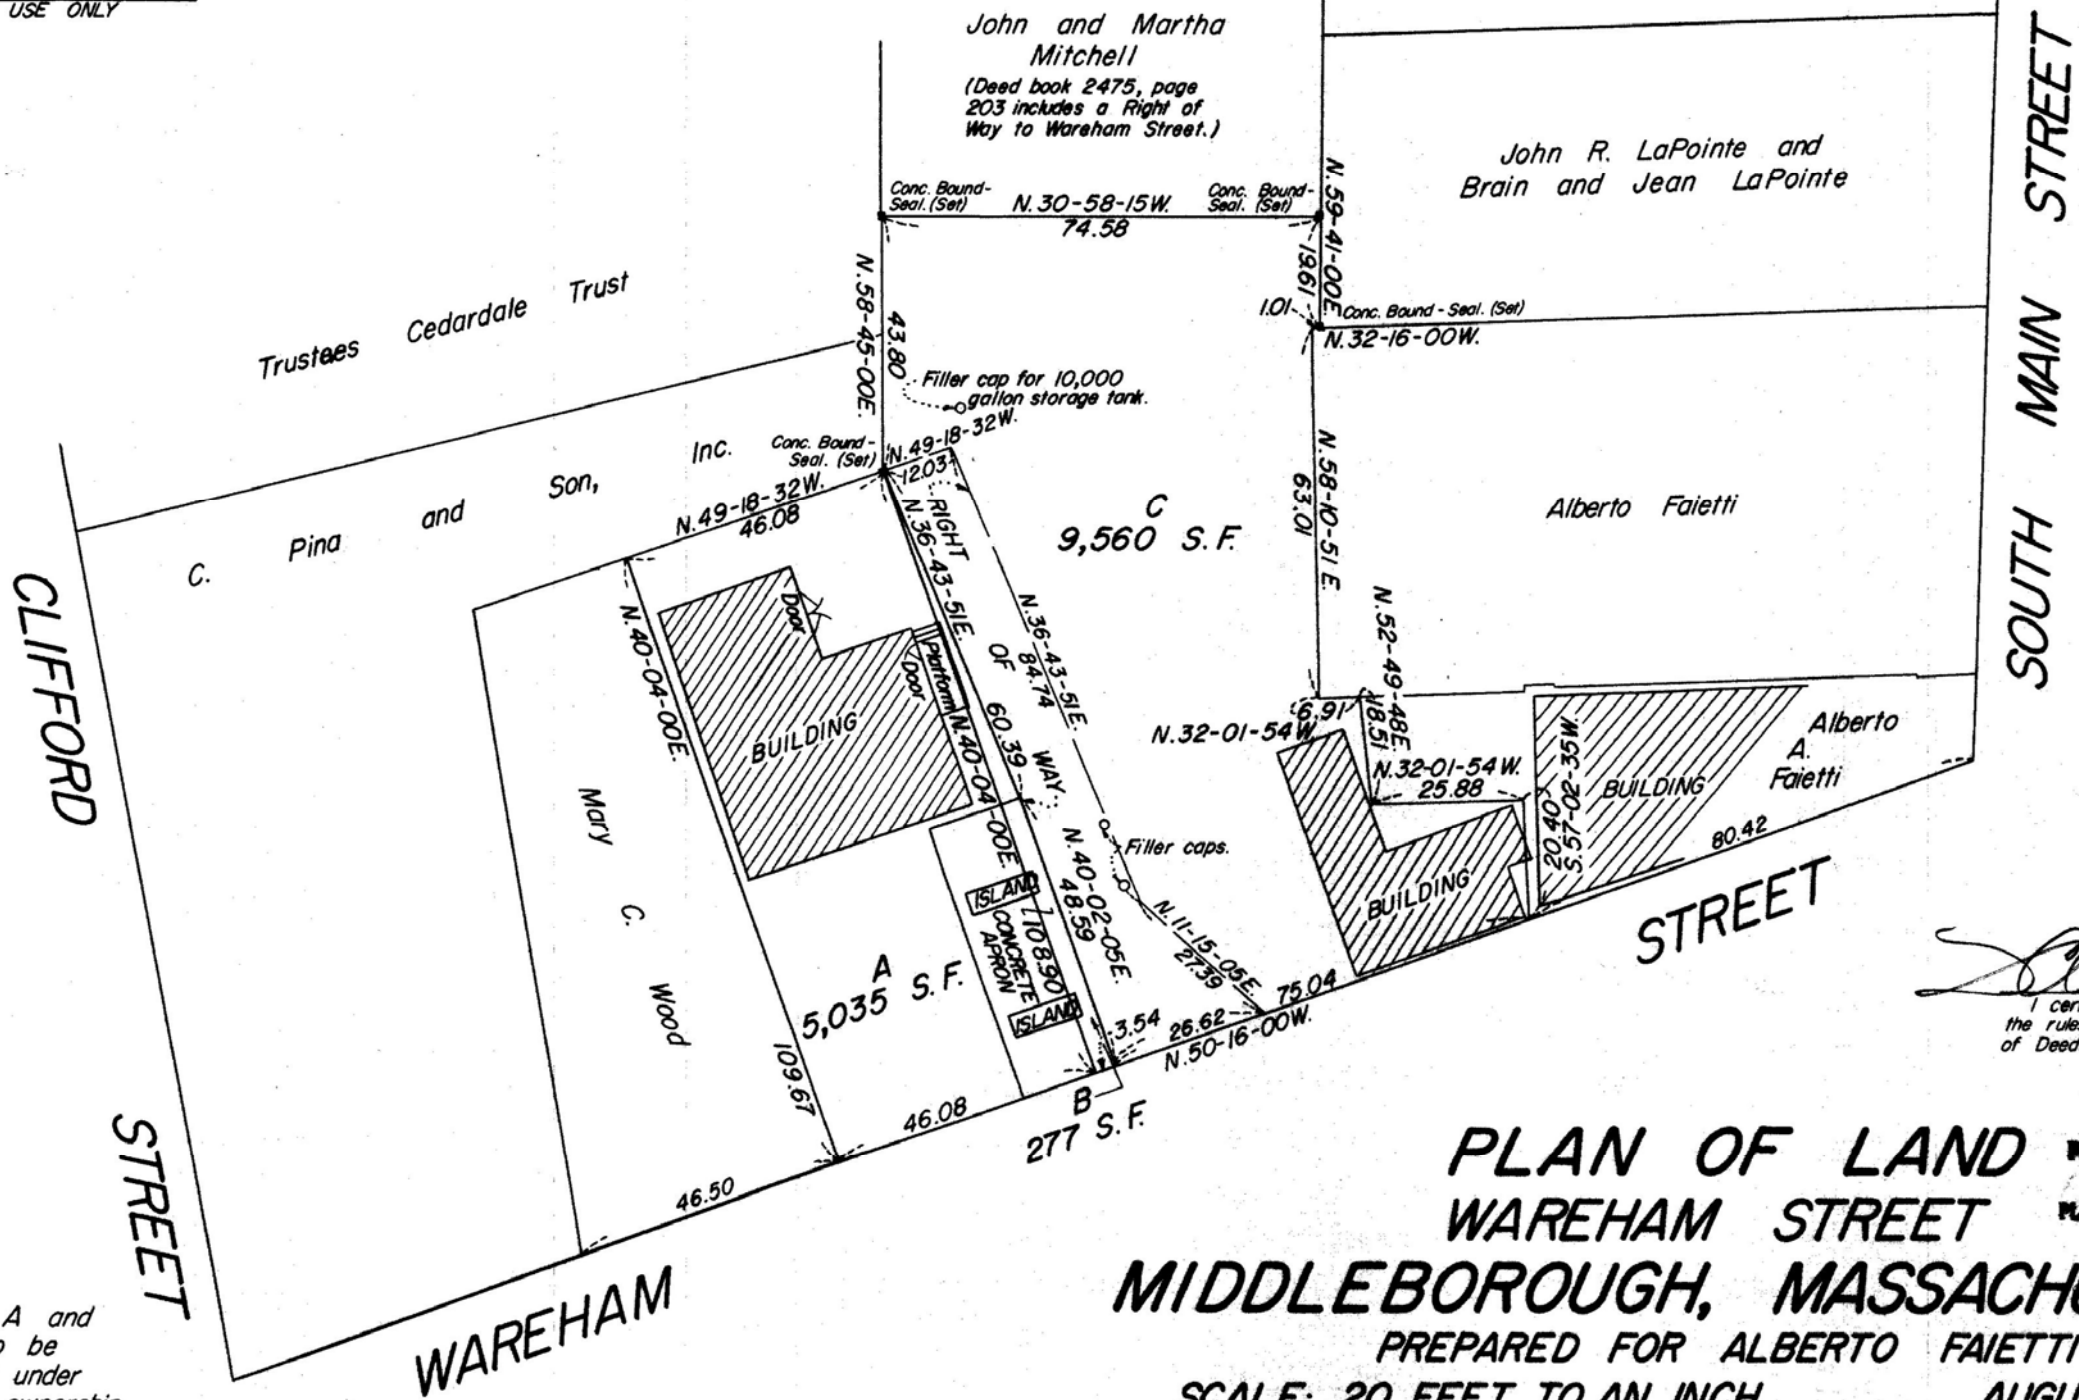 USE ONLY
John and Martha
Mitchell
(Deed book 2475, page
203 includes a Right of
Way to Wareham Street.)
John R. LaPointe and
Brain and Jean LaPointe
SOUTH MAIN STREET
Conc. Bound-
Seal. (Set)
N. 30-58-15W.
74.58
Conc. Bound-
Seal. (Set)
N. 59-41-00E.
19.61
1.01
Conc. Bound - Seal. (Set)
N. 32-16-00W.
Trustees Cedardale Trust
N. 58-45-00E.
43.80
Filler cap for 10,000
gallon storage tank.
N. 49-18-32W.
12.03
Conc. Bound-
Seal. (Set)
C. Pina and Son, Inc.
N. 49-18-32W.
46.08
C
9,560 S.F.
N. 58-10-51E.
63.01
Alberto Faietti
CLIFFORD STREET
RIGHT OF WAY
N. 36-43-51E.
60.39
N. 36-43-51E.
84.74
N. 40-04-00E.
109.67
Door
Door
Platform
BUILDING
N. 40-04-00E.
108.90
N. 52-49-48E.
18.51
6.91
N. 32-01-54W.
N. 32-01-54W.
25.88
20.40
S. 57-02-35W.
BUILDING
Alberto
A.
Faietti
80.42
BUILDING
Filler caps.
N. 40-02-05E.
48.59
N. 11-15-05E.
27.39
Mary C. Wood
ISLAND
CONCRETE
APRON
ISLAND
A
5,035 S.F.
3.54
26.62
75.04
N. 50-16-00W.
B
277 S.F.
46.08
46.50
WAREHAM STREET
I cer
the rule
of Deed
A and
be
under
PLAN OF LAND
WAREHAM STREET
MIDDLEBOROUGH, MASSACH
PREPARED FOR ALBERTO FAIETTI
SCALE: 20 FEET TO AN INCH
AUGU